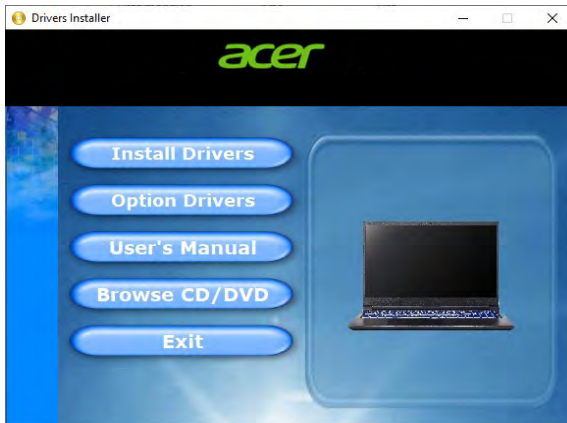 Drivers Installer
acer
Install Drivers
Option Drivers
User's Manual
Browse CD/DVD
Exit